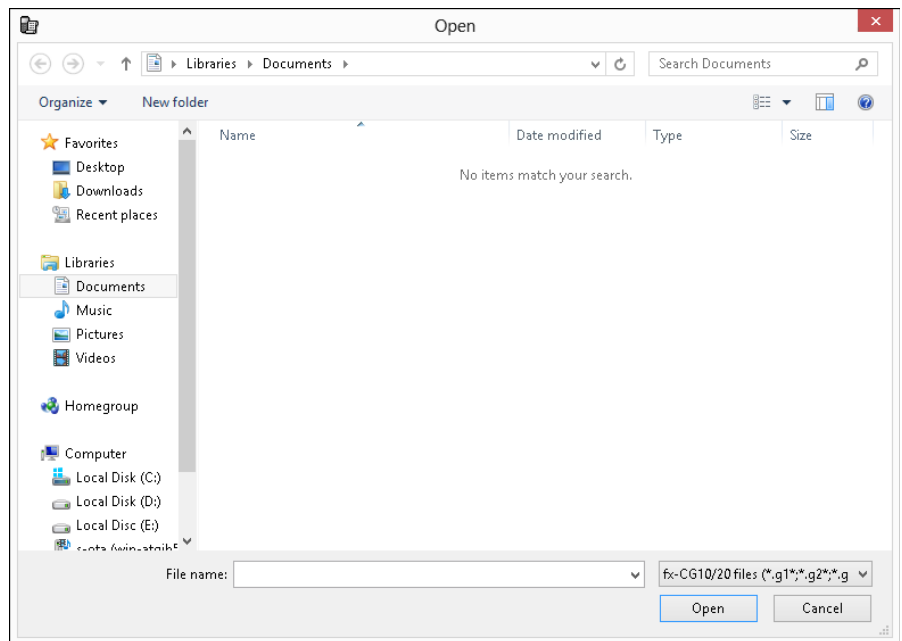 Open
Libraries Documents
Search Documents
Organize New folder
Name Date modified Type Size
No items match your search.
Favorites
Desktop
Downloads
Recent places
Libraries
Documents
Music
Pictures
Videos
Homegroup
Computer
Local Disk (C:)
Local Disk (D:)
Local Disc (E:)
File name:
fx-CG10/20 files (*.g1*;*.g2*;*.g
Open Cancel